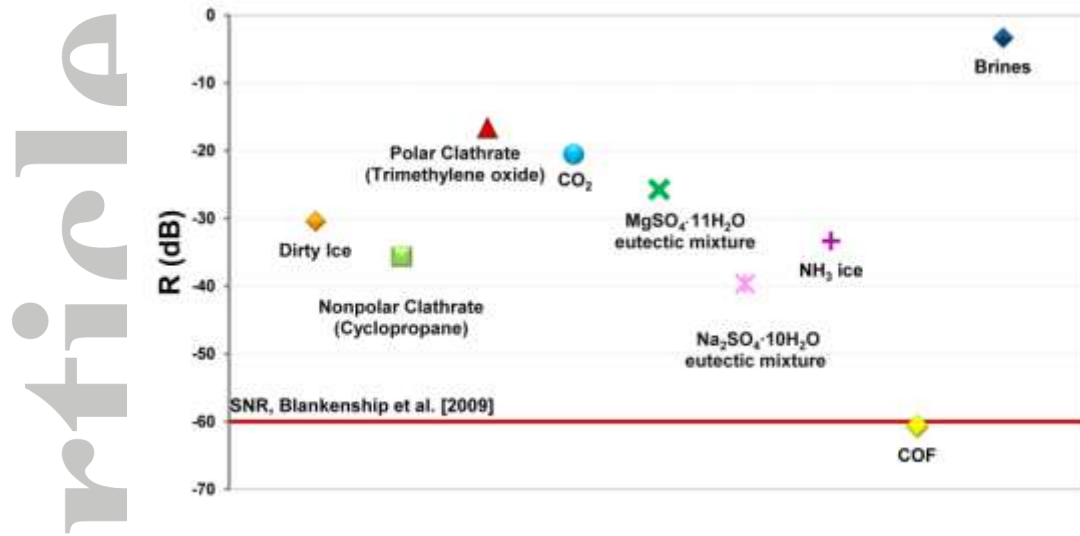 rticle
R (dB)
0
-10
-20
-30
-40
-50
-60
-70
Brines
Polar Clathrate
(Trimethylene oxide)
CO₂
MgSO₄·11H₂O
eutectic mixture
Dirty Ice
NH₃ ice
Nonpolar Clathrate
(Cyclopropane)
Na₂SO₄·10H₂O
eutectic mixture
SNR, Blankenship et al. [2009]
COF